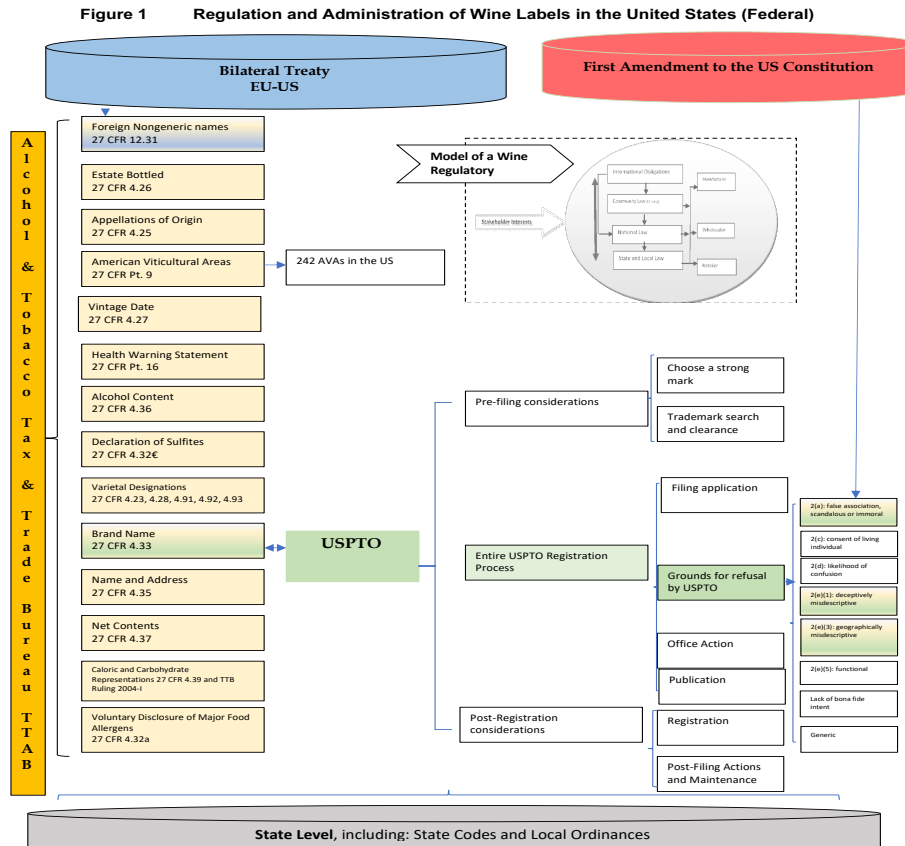 Figure 1 Regulation and Administration of Wine Labels in the United States (Federal)
Bilateral Treaty
EU-US
First Amendment to the US Constitution
Alcohol & Tobacco Tax & Trade Bureau TTAB
Foreign Nongeneric names
27 CFR 12.31
Estate Bottled
27 CFR 4.26
Appellations of Origin
27 CFR 4.25
American Viticultural Areas
27 CFR Pt. 9
242 AVAs in the US
Vintage Date
27 CFR 4.27
Health Warning Statement
27 CFR Pt. 16
Alcohol Content
27 CFR 4.36
Declaration of Sulfites
27 CFR 4.32€
Varietal Designations
27 CFR 4.23, 4.28, 4.91, 4.92, 4.93
Brand Name
27 CFR 4.33
Name and Address
27 CFR 4.35
Net Contents
27 CFR 4.37
Caloric and Carbohydrate
Representations 27 CFR 4.39 and TTB
Ruling 2004-I
Voluntary Disclosure of Major Food
Allergens
27 CFR 4.32a
Model of a Wine
Regulatory
Stakeholder Interests
International Obligations
National Law
State and Local Law
Wholesaler
Retailer
USPTO
Pre-filing considerations
Choose a strong
mark
Trademark search
and clearance
Entire USPTO Registration
Process
Filing application
Grounds for refusal
by USPTO
Office Action
Publication
2(a): false association,
scandalous or immoral
2(c): consent of living
individual
2(d): likelihood of
confusion
2(e)(1): deceptively
misdescriptive
2(e)(3): geographically
misdescriptive
2(e)(5): functional
Lack of bona fide
intent
Generic
Post-Registration
considerations
Registration
Post-Filing Actions
and Maintenance
State Level, including: State Codes and Local Ordinances